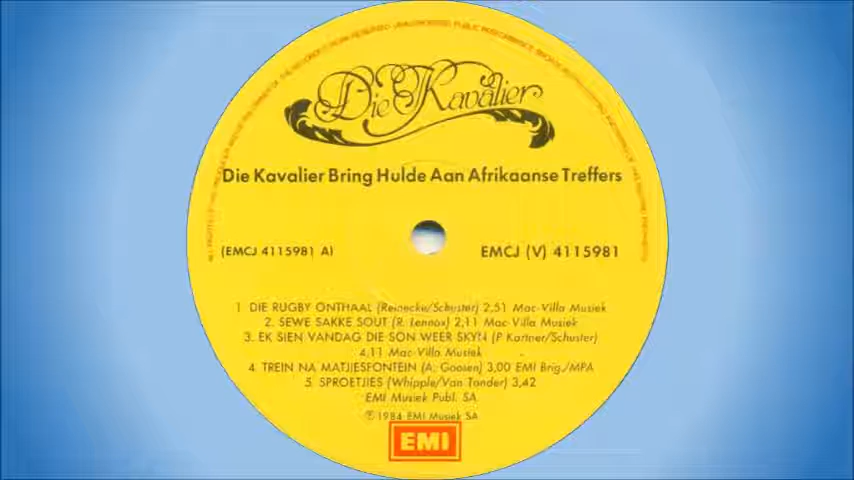 Die Kavalier
Die Kavalier Bring Hulde Aan Afrikaanse Treffers
(EMCJ 4115981 A) EMCJ (V) 4115981
1 DIE RUGBY ONTHAAL (Reinecke/Schuster) 2,51 Mac-Villa Musiek
2. SEWE SAKKE SOUT (R. Lennox) 2,11 Mac-Villa Musiek
3. EK SIEN VANDAG DIE SON WEER SKYN (P Kartner/Schuster)
4,11 Mac-Villa Musiek
4. TREIN NA MATJIESFONTEIN (A. Goosen) 3,00 EMI Brig./MPA
5. SPROETJIES (Whipple/Van Tonder) 3,42
EMI Musiek Publ. SA
℗ 1984 EMI Musiek SA
EMI